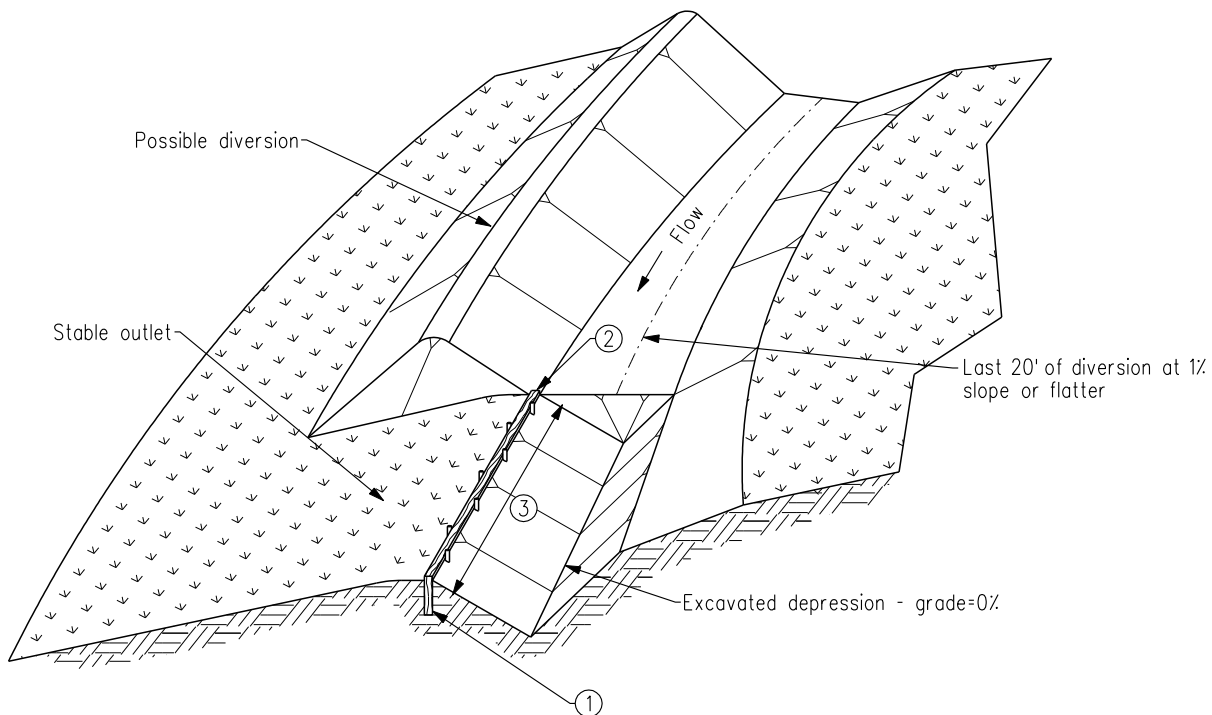 Possible diversion
Flow
Stable outlet
②
Last 20' of diversion at 1%
slope or flatter
③
Excavated depression - grade=0%
①